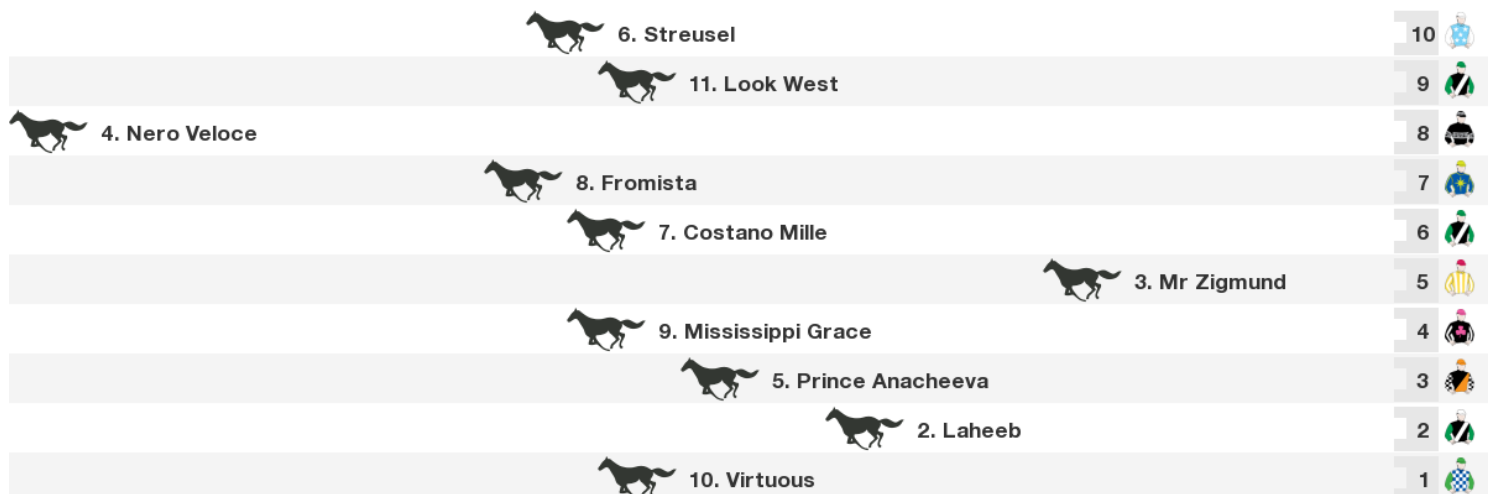 6. Streusel 10
11. Look West 9
4. Nero Veloce 8
8. Fromista 7
7. Costano Mille 6
3. Mr Zigmund 5
9. Mississippi Grace 4
5. Prince Anacheeva 3
2. Laheeb 2
10. Virtuous 1